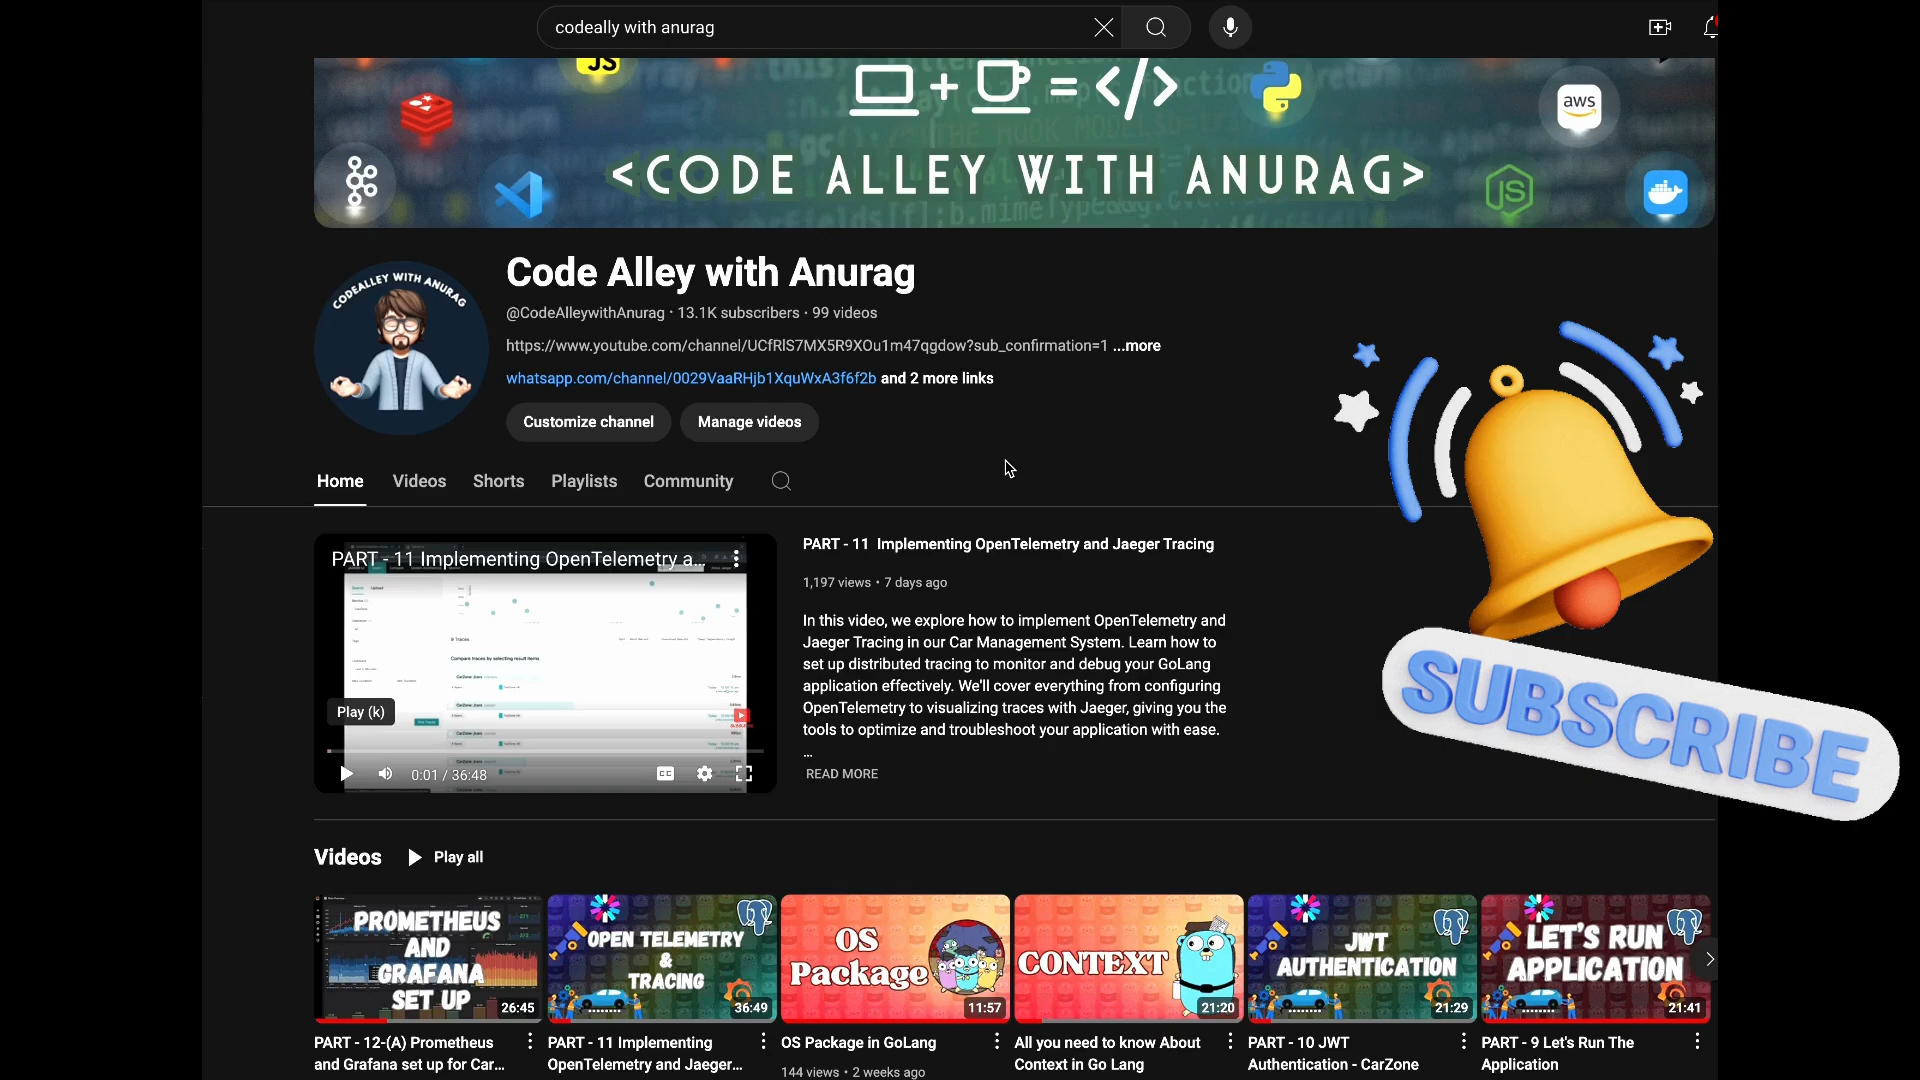 codeally with anurag
JS
aws
<CODE ALLEY WITH ANURAG>
JS
CODEALLEY WITH ANURAG
Code Alley with Anurag
@CodeAlleywithAnurag · 13.1K subscribers · 99 videos
https://www.youtube.com/channel/UCfRlS7MX5R9XOu1m47qgdow?sub_confirmation=1 ...more
whatsapp.com/channel/0029VaaRHjb1XquWxA3f6f2b and 2 more links
Customize channel
Manage videos
Home
Videos
Shorts
Playlists
Community
PART - 11 Implementing OpenTelemetry a...
Compare traces by selecting result items
Play (k)
0:01 / 36:48
PART - 11 Implementing OpenTelemetry and Jaeger Tracing
1,197 views • 7 days ago
In this video, we explore how to implement OpenTelemetry and
Jaeger Tracing in our Car Management System. Learn how to
set up distributed tracing to monitor and debug your GoLang
application effectively. We'll cover everything from configuring
OpenTelemetry to visualizing traces with Jaeger, giving you the
tools to optimize and troubleshoot your application with ease.
...
READ MORE
SUBSCRIBE
Videos
Play all
PROMETHEUS
AND
GRAFANA
SET UP
26:45
OPEN TELEMETRY
&
TRACING
36:49
OS
Package
11:57
CONTEXT
21:20
JWT
AUTHENTICATION
21:29
LET'S RUN
APPLICATION
21:41
PART - 12-(A) Prometheus
and Grafana set up for Car...
PART - 11 Implementing
OpenTelemetry and Jaeger...
OS Package in GoLang
144 views • 2 weeks ago
All you need to know About
Context in Go Lang
PART - 10 JWT
Authentication - CarZone
PART - 9 Let's Run The
Application